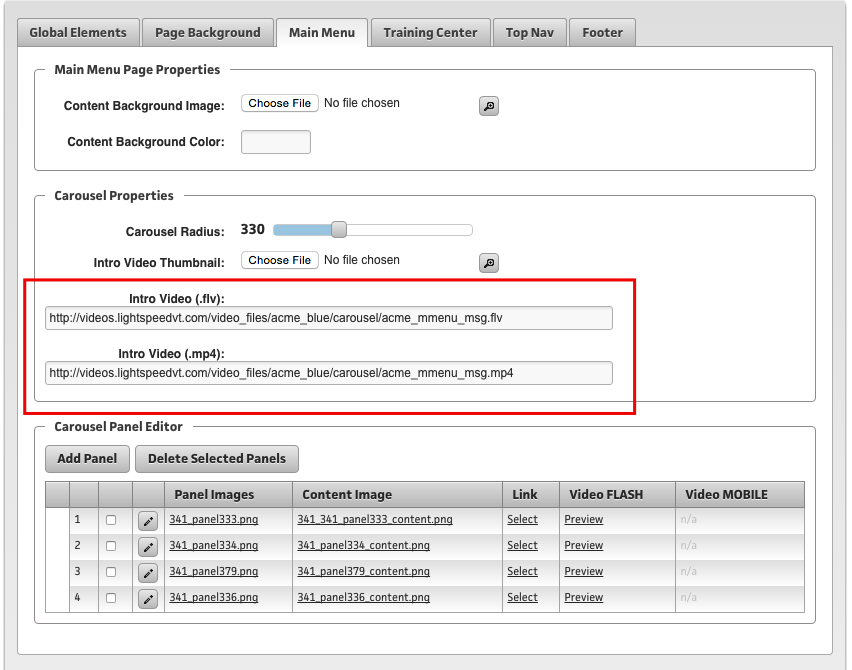 Global Elements Page Background Main Menu Training Center Top Nav Footer
Main Menu Page Properties
Content Background Image: Choose File No file chosen
Content Background Color:
Carousel Properties
Carousel Radius: 330
Intro Video Thumbnail: Choose File No file chosen
Intro Video (.flv):
http://videos.lightspeedvt.com/video_files/acme_blue/carousel/acme_mmenu_msg.flv
Intro Video (.mp4):
http://videos.lightspeedvt.com/video_files/acme_blue/carousel/acme_mmenu_msg.mp4
Carousel Panel Editor
Add Panel Delete Selected Panels
Panel Images Content Image Link Video FLASH Video MOBILE
1 341_panel333.png 341_341_panel333_content.png Select Preview n/a
2 341_panel334.png 341_panel334_content.png Select Preview n/a
3 341_panel379.png 341_panel379_content.png Select Preview n/a
4 341_panel336.png 341_panel336_content.png Select Preview n/a